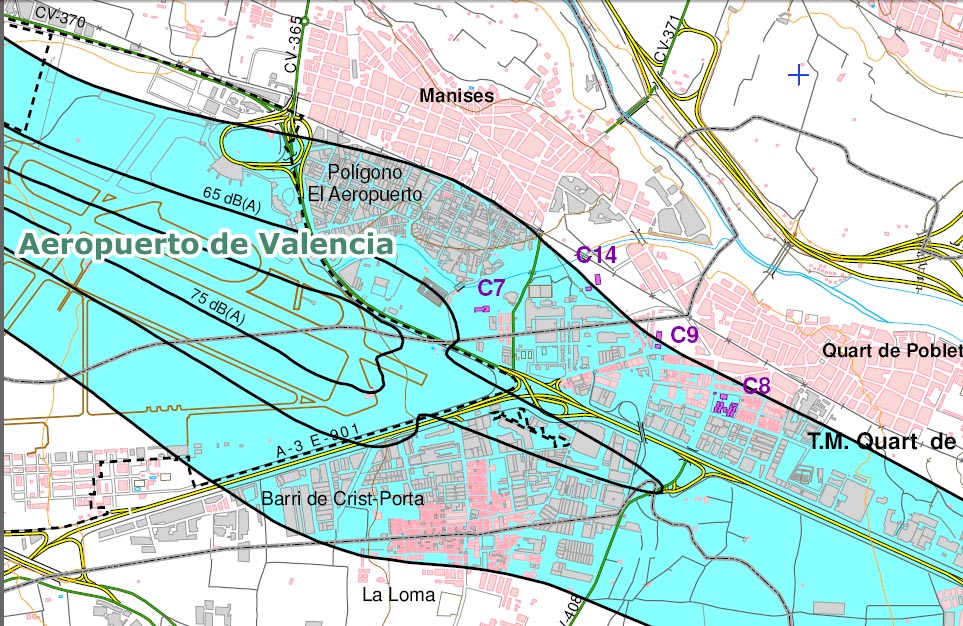 CV-370
CV-365
CV-371
Manises
Polígono
El Aeropuerto
65 dB(A)
Aeropuerto de Valencia
C14
C7
75 dB(A)
C9
Quart de Poblet
C8
T.M. Quart de
A-3 E-901
Barri de Crist-Porta
La Loma
-408